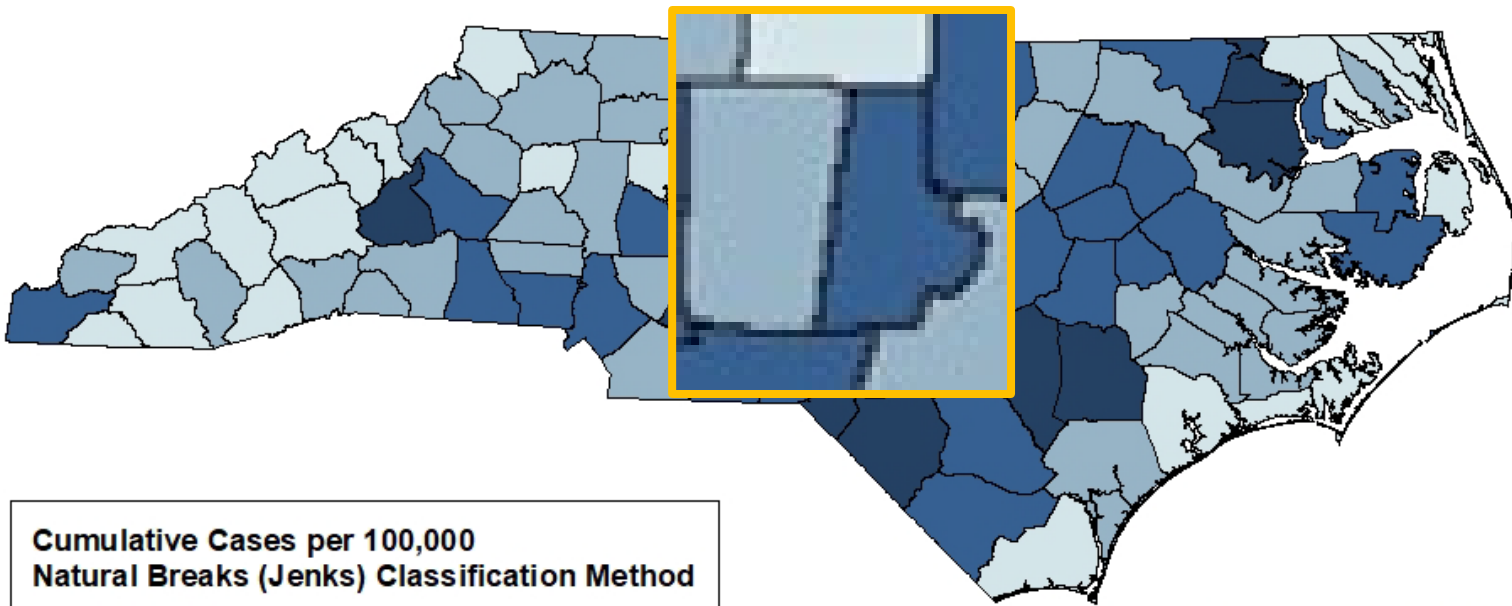 Cumulative Cases per 100,000
Natural Breaks (Jenks) Classification Method